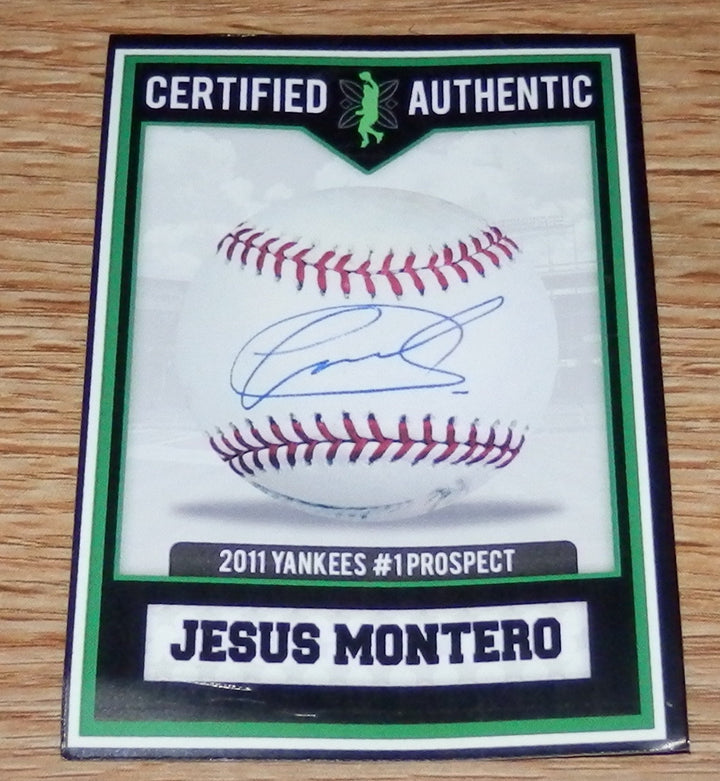 CERTIFIED AUTHENTIC
2011 YANKEES #1 PROSPECT
JESUS MONTERO